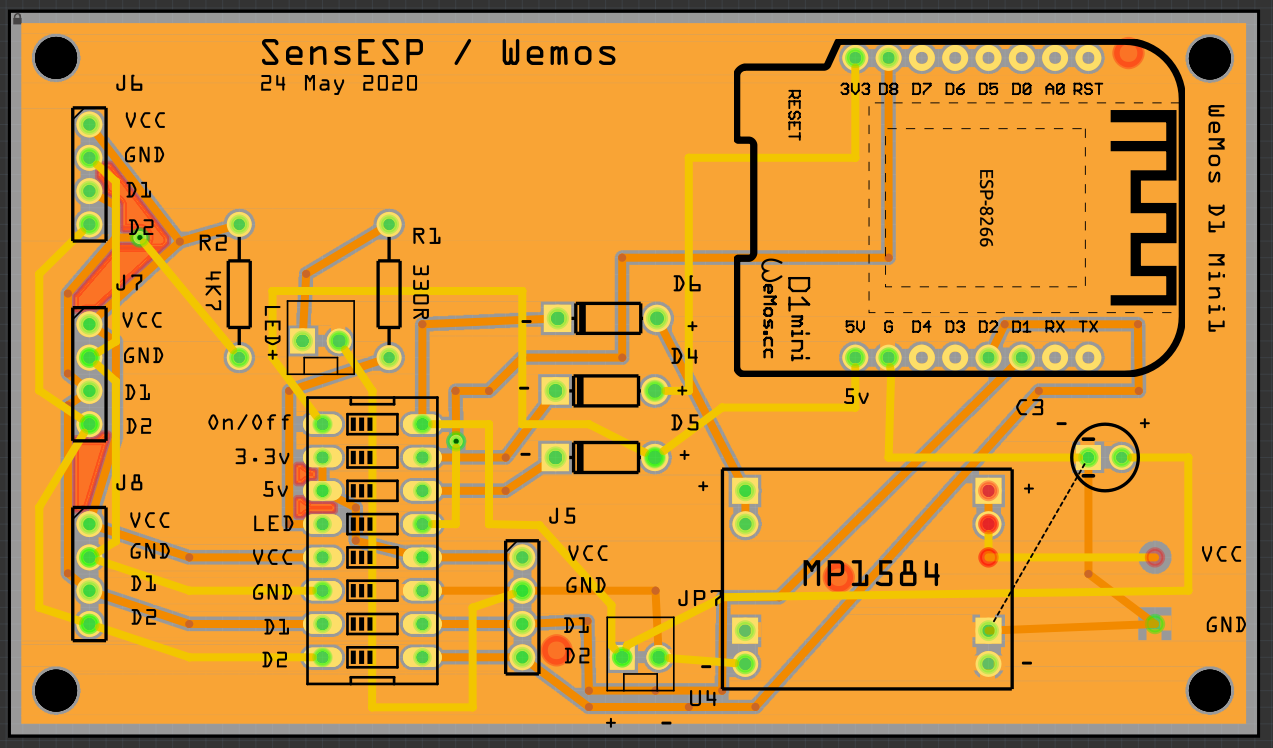 SensESP / Wemos
24 May 2020
J6
VCC
GND
D1
D2
J7
VCC
GND
D1
D2
J8
VCC
GND
D1
D2
R2
4K7
R1
330R
LED+
On/Off
3.3v
5v
LED
VCC
GND
D1
D2
D6
- +
D4
- +
D5
- +
J5
VCC
GND
D1
D2
JP7
+ -
U4
+ +
MP1584
- -
C3
- +
VCC
GND
5v
3V3 D8 D7 D6 D5 D0 A0 RST
RESET
ESP-8266
WeMos D1 Mini1
D1mini
WeMos.cc
5V G D4 D3 D2 D1 RX TX